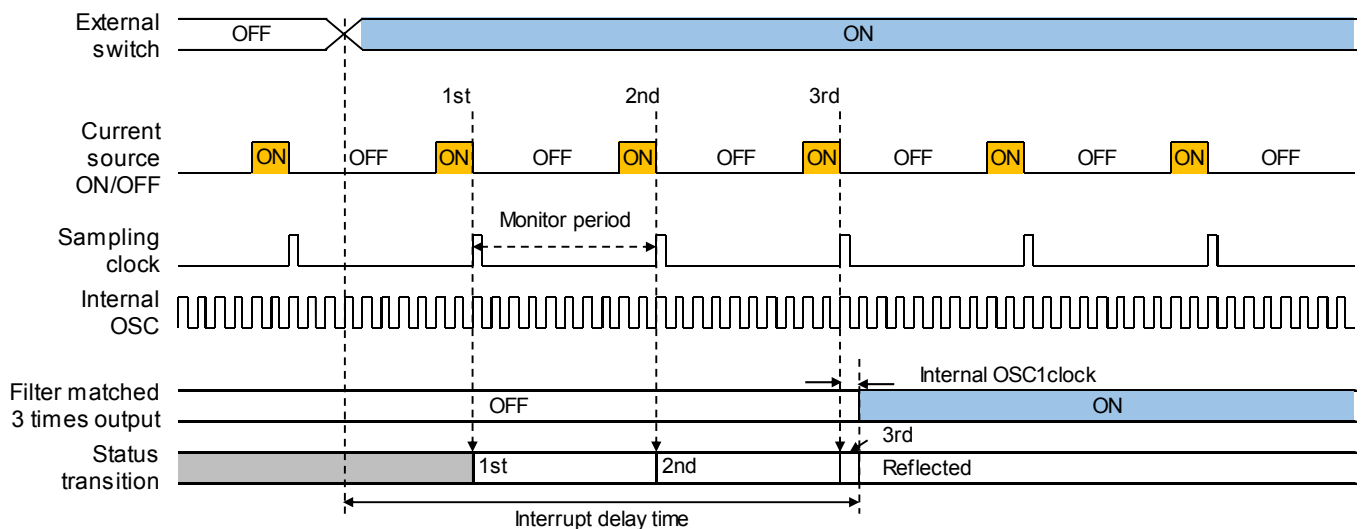 External
switch
OFF
ON
1st
2nd
3rd
Current
source
ON/OFF
ON
OFF
ON
OFF
ON
OFF
ON
OFF
ON
OFF
ON
OFF
Sampling
clock
Monitor period
Internal
OSC
Internal OSC1clock
Filter matched
3 times output
OFF
ON
Status
transition
1st
2nd
3rd
Reflected
Interrupt delay time